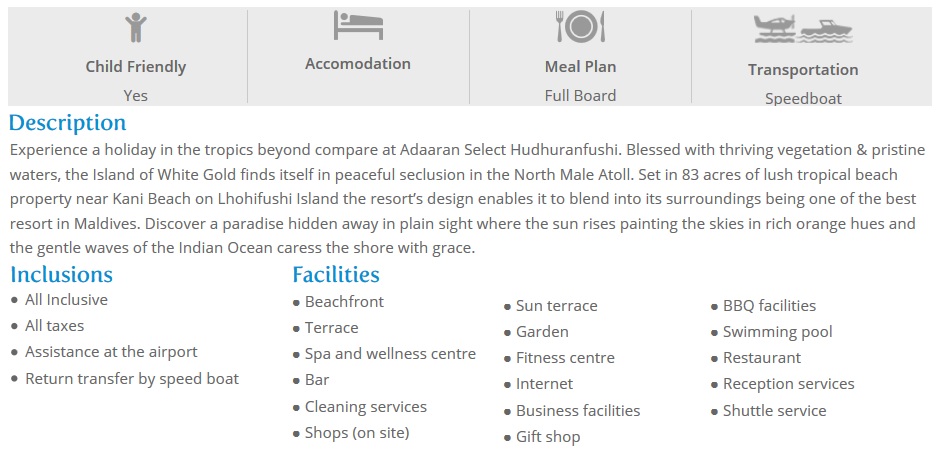 Child Friendly
Yes
Accomodation
Meal Plan
Full Board
Transportation
Speedboat
Description
Experience a holiday in the tropics beyond compare at Adaaran Select Hudhuranfushi. Blessed with thriving vegetation & pristine
waters, the Island of White Gold finds itself in peaceful seclusion in the North Male Atoll. Set in 83 acres of lush tropical beach
property near Kani Beach on Lhohifushi Island the resort’s design enables it to blend into its surroundings being one of the best
resort in Maldives. Discover a paradise hidden away in plain sight where the sun rises painting the skies in rich orange hues and
the gentle waves of the Indian Ocean caress the shore with grace.
Inclusions
• All Inclusive
• All taxes
• Assistance at the airport
• Return transfer by speed boat
Facilities
• Beachfront
• Terrace
• Spa and wellness centre
• Bar
• Cleaning services
• Shops (on site)
• Sun terrace
• Garden
• Fitness centre
• Internet
• Business facilities
• Gift shop
• BBQ facilities
• Swimming pool
• Restaurant
• Reception services
• Shuttle service